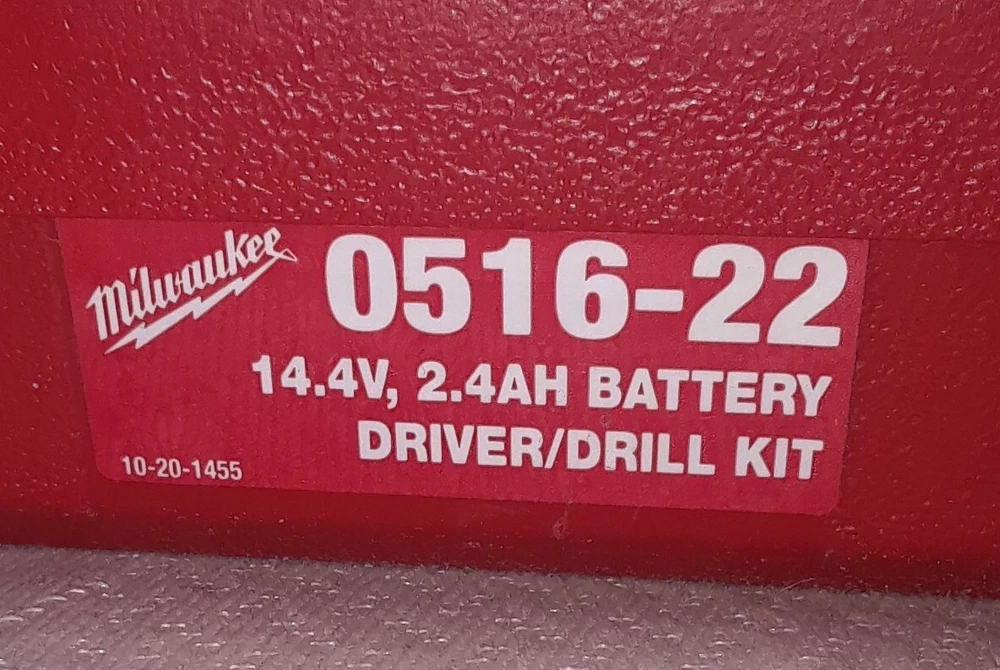 Milwaukee
0516-22
14.4V, 2.4AH BATTERY
DRIVER/DRILL KIT
10-20-1455